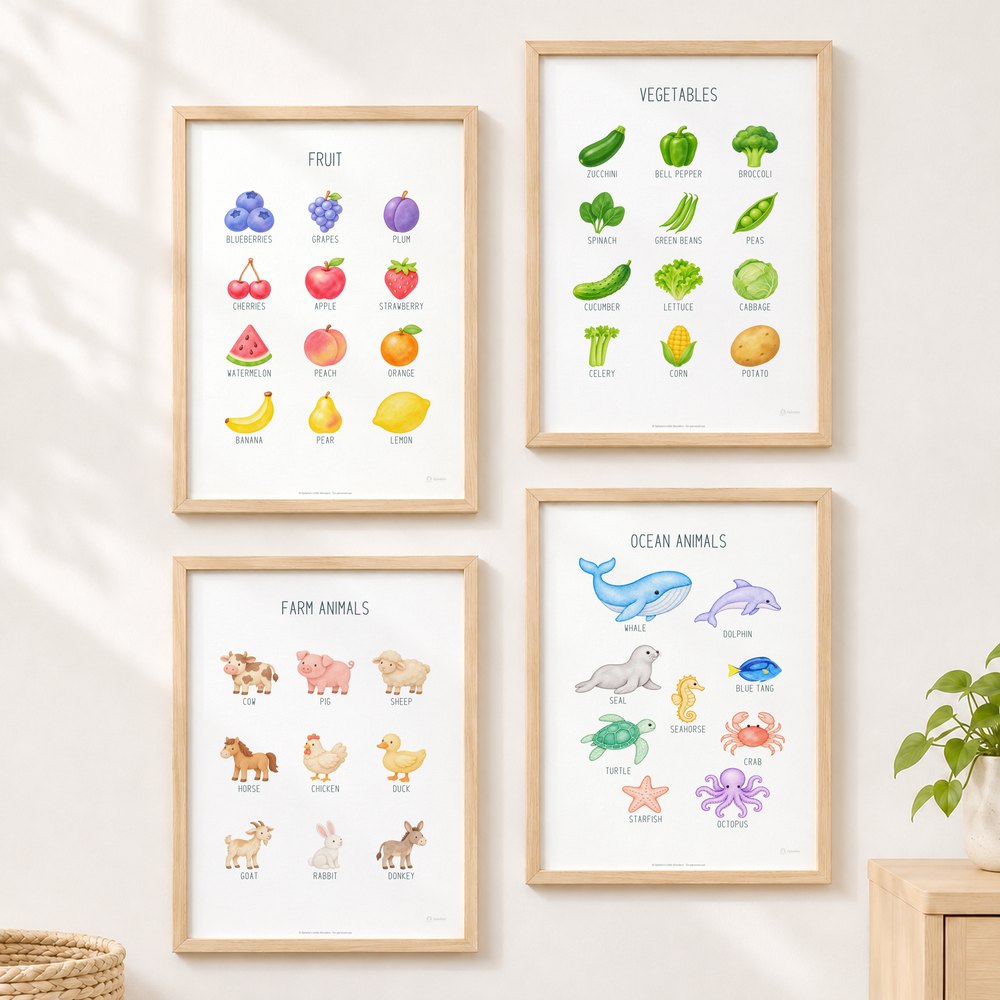 FRUIT
BLUEBERRIES GRAPES PLUM
CHERRIES APPLE STRAWBERRY
WATERMELON PEACH ORANGE
BANANA PEAR LEMON
VEGETABLES
ZUCCHINI BELL PEPPER BROCCOLI
SPINACH GREEN BEANS PEAS
CUCUMBER LETTUCE CABBAGE
CELERY CORN POTATO
FARM ANIMALS
COW PIG SHEEP
HORSE CHICKEN DUCK
GOAT RABBIT DONKEY
OCEAN ANIMALS
WHALE DOLPHIN
SEAL BLUE TANG
SEAHORSE
TURTLE CRAB
STARFISH OCTOPUS